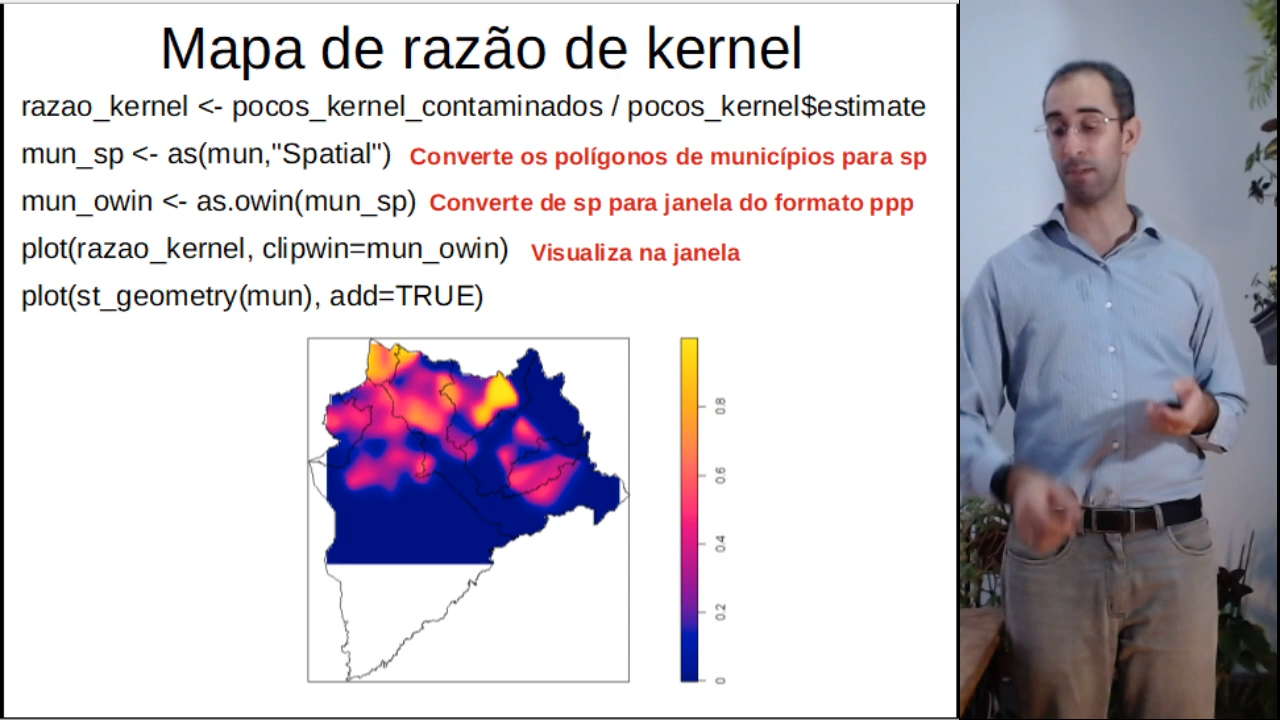 Mapa de razão de kernel
razao_kernel <- pocos_kernel_contaminados / pocos_kernel$estimate
mun_sp <- as(mun,"Spatial") Converte os polígonos de municípios para sp
mun_owin <- as.owin(mun_sp) Converte de sp para janela do formato ppp
plot(razao_kernel, clipwin=mun_owin) Visualiza na janela
plot(st_geometry(mun), add=TRUE)
0.8
0.6
0.4
0.2
0